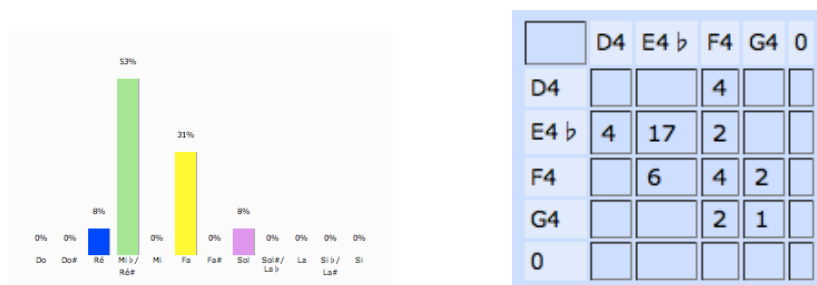 53%
31%
8%
8%
0% 0% 0% 0% 0% 0% 0% 0%
Do Do# Ré Mi♭/ Mi Fa Fa# Sol Sol#/ La Si♭/ Si
Ré# La♭ La#
D4 E4♭ F4 G4 0
D4 4
E4♭ 4 17 2
F4 6 4 2
G4 2 1
0